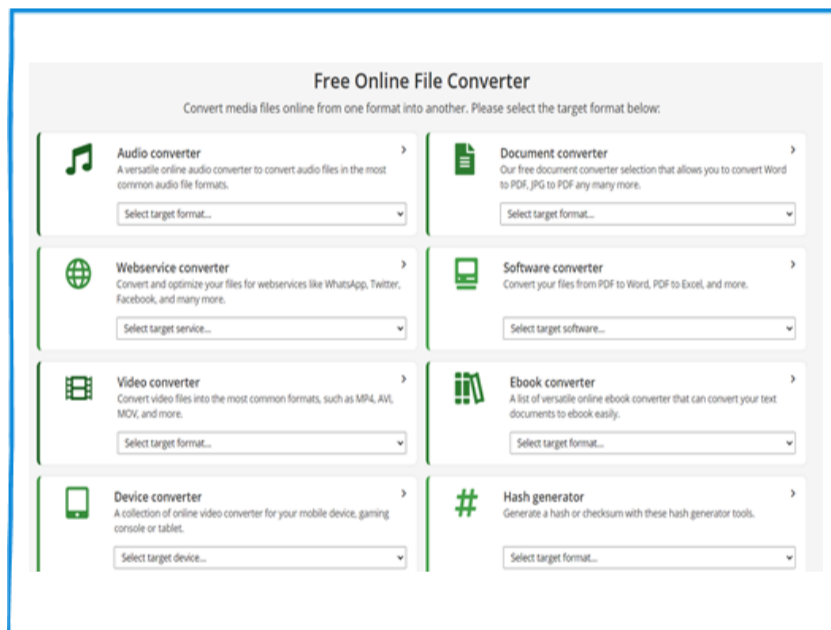 Free Online File Converter
Convert media files online from one format into another. Please select the target format below:
Audio converter
A versatile online audio converter to convert audio files in the most
common audio file formats.
Select target format...
Document converter
Our free document converter selection that allows you to convert Word
to PDF, JPG to PDF any many more.
Select target format...
Webservice converter
Convert and optimize your files for webservices like WhatsApp, Twitter,
Facebook, and many more.
Select target service...
Software converter
Convert your files from PDF to Word, PDF to Excel, and more.
Select target software...
Video converter
Convert video files into the most common formats, such as MP4, AVI,
MOV, and more.
Select target format...
Ebook converter
A list of versatile online ebook converter that can convert your text
documents to ebook easily.
Select target format...
Device converter
A collection of online video converter for your mobile device, gaming
console or tablet.
Select target device...
Hash generator
Generate a hash or checksum with these hash generator tools.
Select target format...